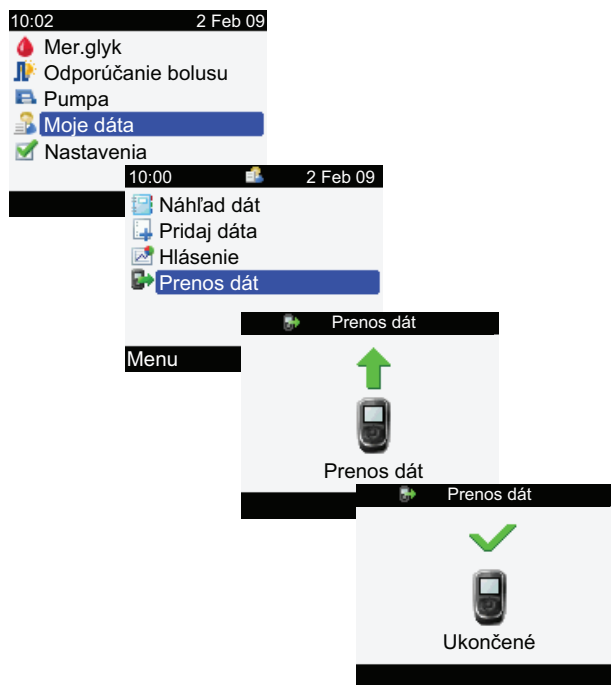 10:02 2 Feb 09
Mer.glyk
Odporúčanie bolusu
Pumpa
Moje dáta
Nastavenia
10:00 2 Feb 09
Náhľad dát
Pridaj dáta
Hlásenie
Prenos dát
Menu
Prenos dát
Prenos dát
Prenos dát
Ukončené